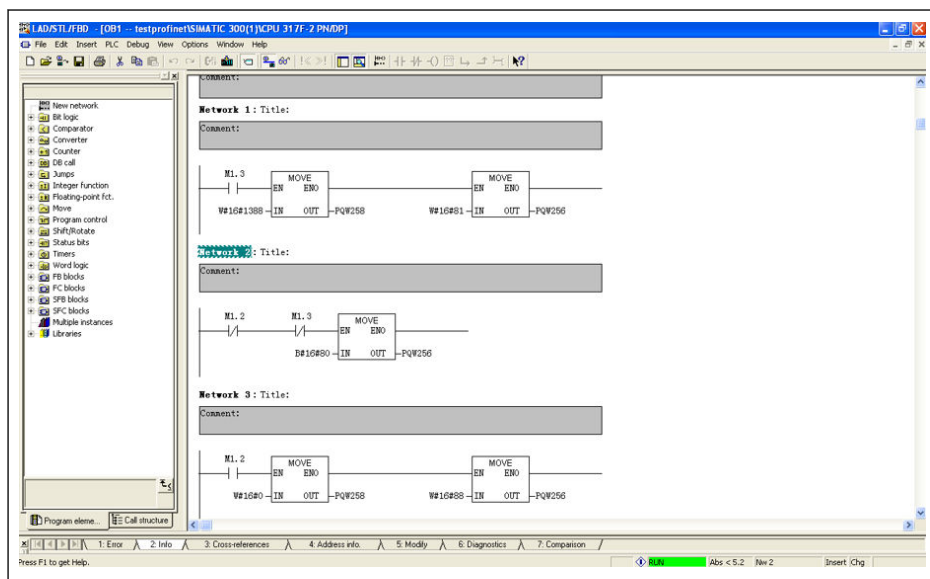 LAD/STL/FBD - [OB1 -- testprofinet\SIMATIC 300(1)\CPU 317F-2 PN/DP]
File Edit Insert PLC Debug View Options Window Help
New network
Bit logic
Comparator
Converter
Counter
DB call
Jumps
Integer function
Floating-point fct.
Move
Program control
Shift/Rotate
Status bits
Timers
Word logic
FB blocks
FC blocks
SFB blocks
SFC blocks
Multiple instances
Libraries
Program eleme...
Call structure
Comment:
Network 1: Title:
Comment:
M1.3
MOVE MOVE
EN ENO EN ENO
W#16#1388 IN OUT PQW258 W#16#81 IN OUT PQW256
Network 2: Title:
Comment:
M1.2 M1.3
MOVE
EN ENO
B#16#80 IN OUT PQW256
Network 3: Title:
Comment:
M1.2
MOVE MOVE
EN ENO EN ENO
W#16#0 IN OUT PQW258 W#16#88 IN OUT PQW256
1: Error 2: Info 3: Cross-references 4: Address info. 5: Modify 6: Diagnostics 7: Comparison
Press F1 to get Help. RUN Abs < 5.2 Nw 2 Insert Chg